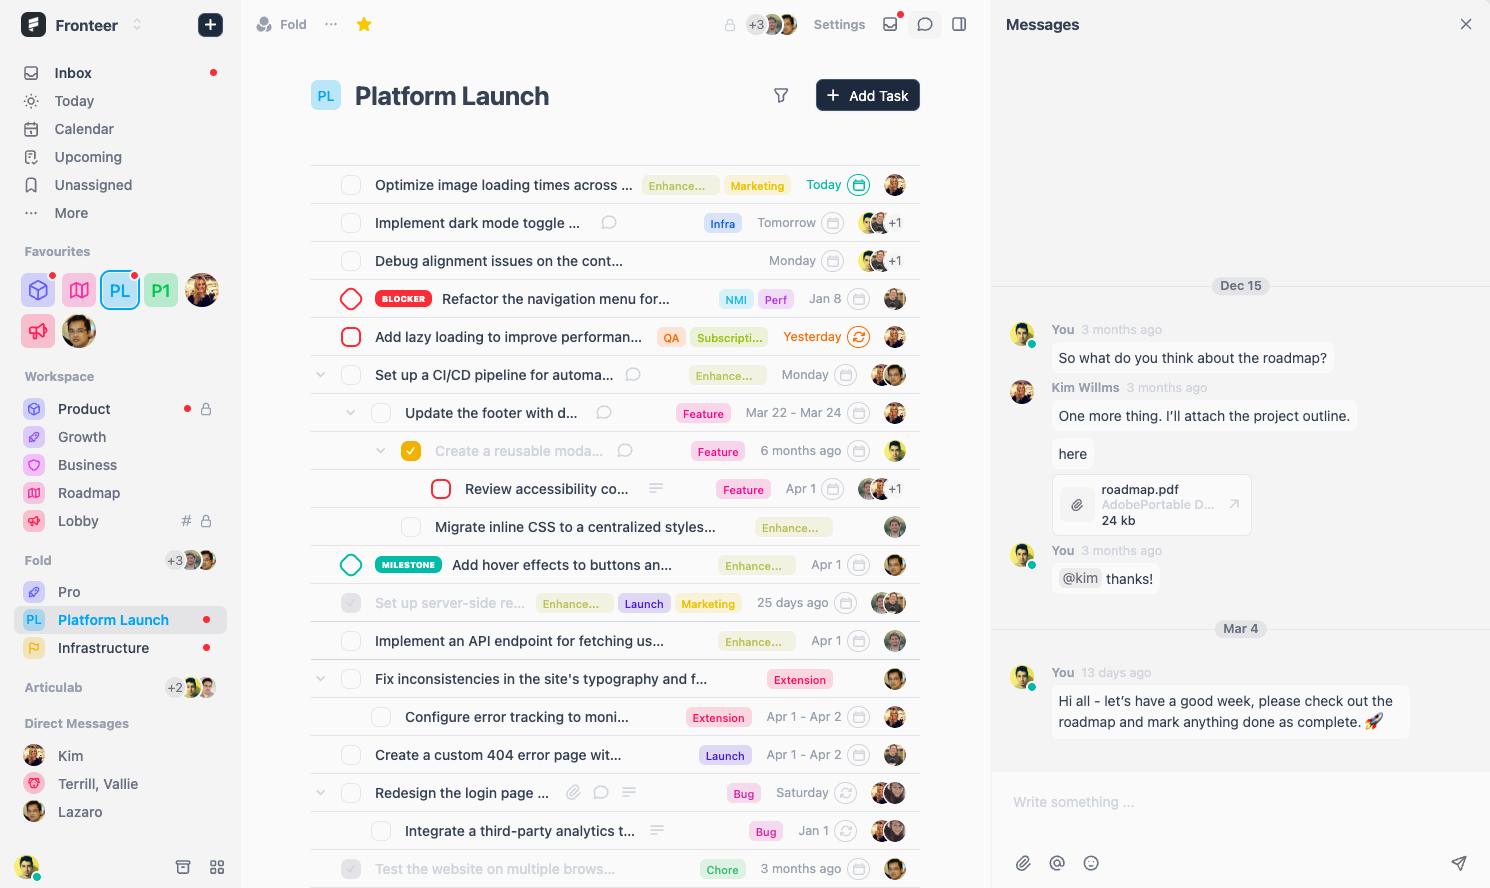 Fronteer
Inbox
Today
Calendar
Upcoming
Unassigned
More
Favourites
PL
P1
Workspace
Product
Growth
Business
Roadmap
Lobby
Fold
+3
Pro
PL Platform Launch
Infrastructure
Articulab
+2
Direct Messages
Kim
Terrill, Vallie
Lazaro
Fold
+3
Settings
PL Platform Launch
Add Task
Optimize image loading times across ... Enhance... Marketing Today
Implement dark mode toggle ... Infra Tomorrow +1
Debug alignment issues on the cont... Monday +1
BLOCKER Refactor the navigation menu for... NMI Perf Jan 8
Add lazy loading to improve performan... QA Subscripti... Yesterday
Set up a CI/CD pipeline for automa... Enhance... Monday
Update the footer with d... Feature Mar 22 - Mar 24
Create a reusable moda... Feature 6 months ago
Review accessibility co... Feature Apr 1 +1
Migrate inline CSS to a centralized styles... Enhance...
MILESTONE Add hover effects to buttons an... Enhance... Apr 1
Set up server-side re... Enhance... Launch Marketing 25 days ago
Implement an API endpoint for fetching us... Enhance... Apr 1
Fix inconsistencies in the site's typography and f... Extension
Configure error tracking to moni... Extension Apr 1 - Apr 2
Create a custom 404 error page wit... Launch Apr 1 - Apr 2
Redesign the login page ... Bug Saturday
Integrate a third-party analytics t... Bug Jan 1
Test the website on multiple brows... Chore 3 months ago
Messages
Dec 15
You 3 months ago
So what do you think about the roadmap?
Kim Willms 3 months ago
One more thing. I’ll attach the project outline.
here
roadmap.pdf
AdobePortable D...
24 kb
You 3 months ago
@kim thanks!
Mar 4
You 13 days ago
Hi all - let’s have a good week, please check out the
roadmap and mark anything done as complete. 🚀
Write something ...